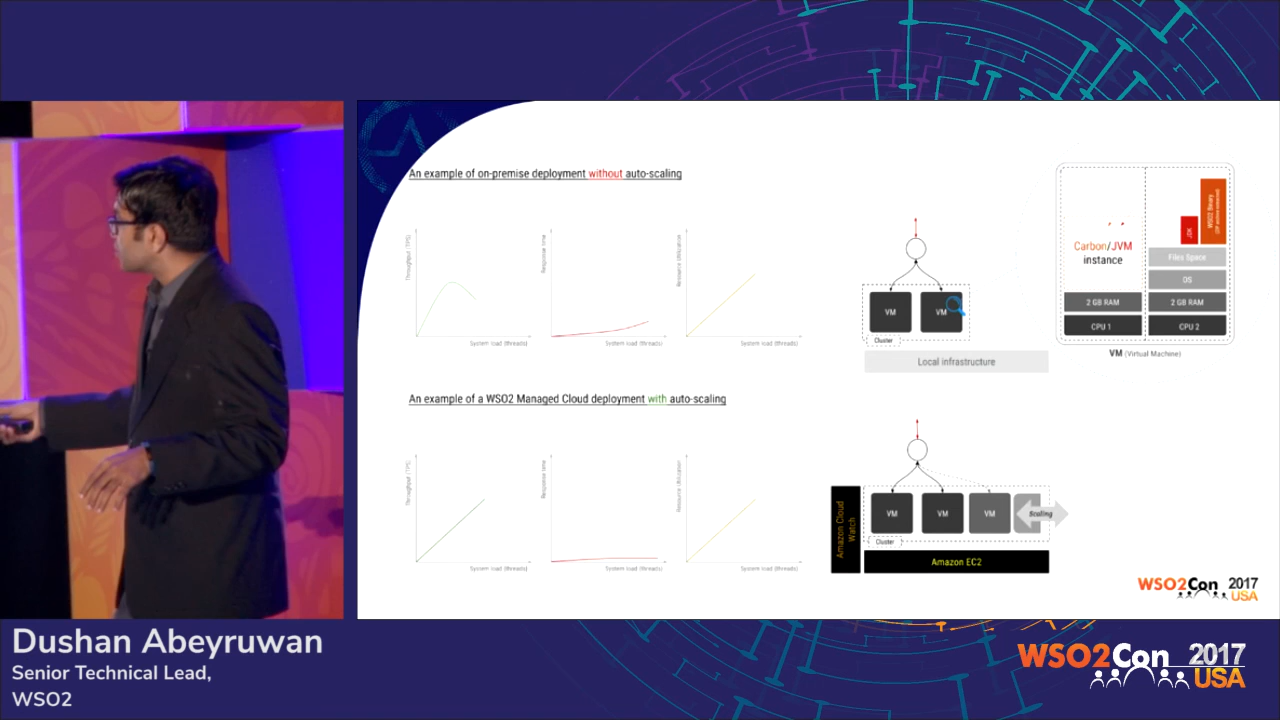 An example of on-premise deployment without auto-scaling
Throughput (TPS)
System load (threads)
Response time
System load (threads)
Resource Utilization
System load (threads)
VM
VM
Cluster
Local infrastructure
Carbon/JVM
instance
2 GB RAM
CPU 1
JDK
WSO2 Binary
Files Space
OS
2 GB RAM
CPU 2
VM (Virtual Machine)
An example of a WSO2 Managed Cloud deployment with auto-scaling
Throughput (TPS)
System load (threads)
Response time
System load (threads)
Resource Utilization
System load (threads)
Amazon Cloud
Watch
VM
VM
VM
Scaling
Cluster
Amazon EC2
WSO2Con 2017
USA
Dushan Abeyruwan
Senior Technical Lead,
WSO2
WSO2Con 2017
USA